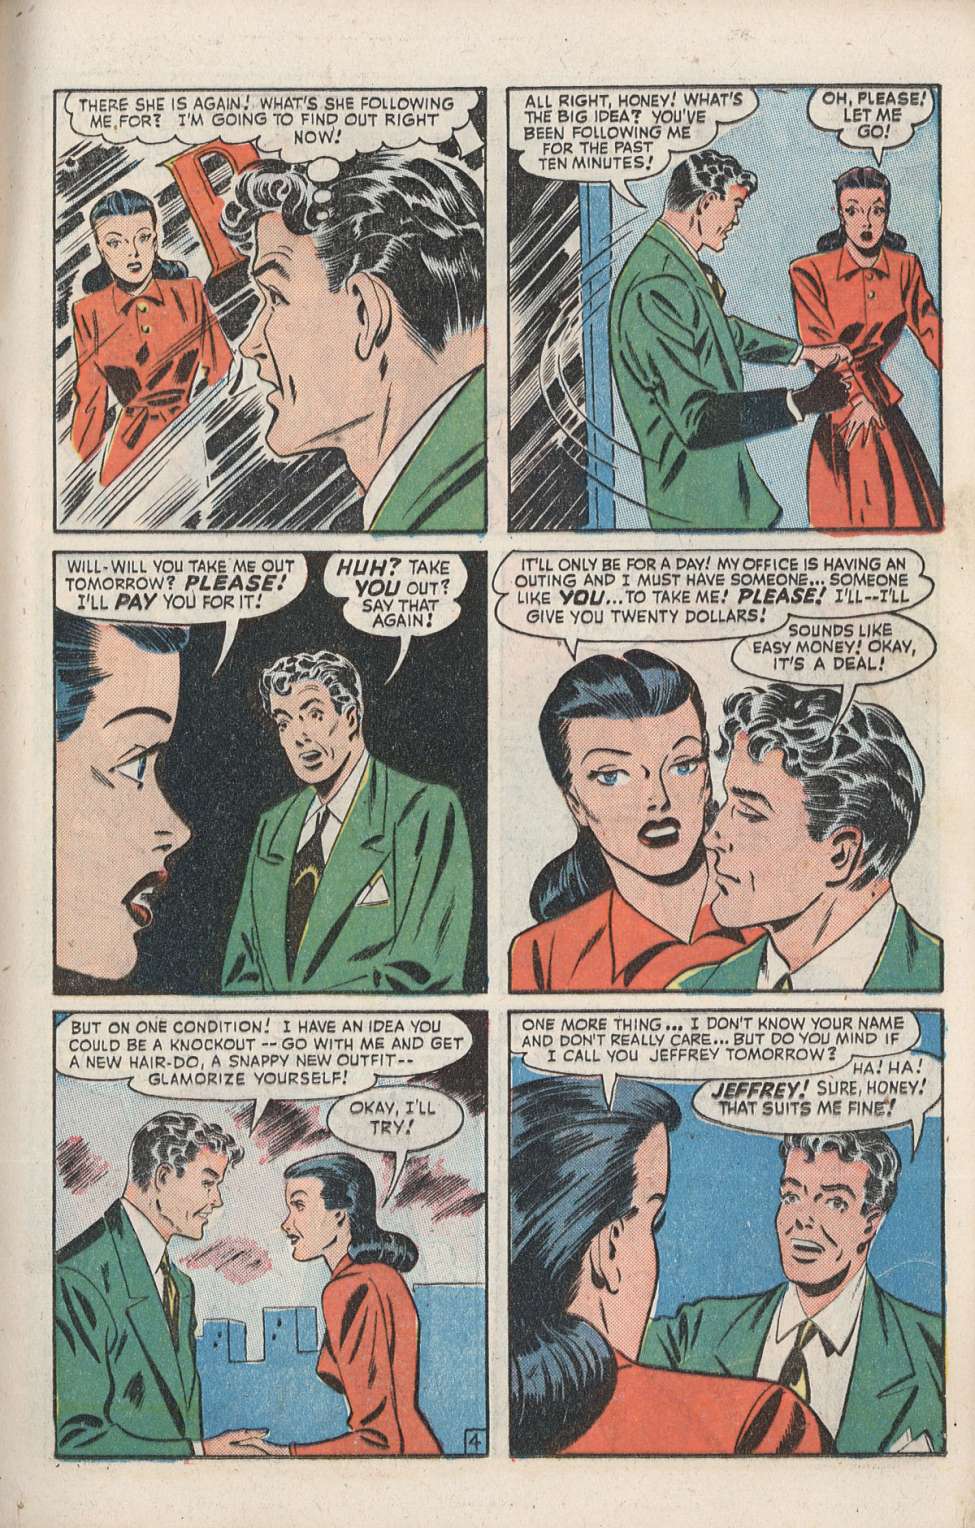 THERE SHE IS AGAIN! WHAT'S SHE FOLLOWING
ME FOR? I'M GOING TO FIND OUT RIGHT
NOW!
ALL RIGHT, HONEY! WHAT'S
THE BIG IDEA? YOU'VE
BEEN FOLLOWING ME
FOR THE PAST
TEN MINUTES!
OH, PLEASE!
LET ME
GO!
WILL-WILL YOU TAKE ME OUT
TOMORROW? PLEASE!
I'LL PAY YOU FOR IT!
HUH? TAKE
YOU OUT?
SAY THAT
AGAIN!
IT'LL ONLY BE FOR A DAY! MY OFFICE IS HAVING AN
OUTING AND I MUST HAVE SOMEONE... SOMEONE
LIKE YOU...TO TAKE ME! PLEASE! I'LL--I'LL
GIVE YOU TWENTY DOLLARS!
SOUNDS LIKE
EASY MONEY! OKAY,
IT'S A DEAL!
BUT ON ONE CONDITION! I HAVE AN IDEA YOU
COULD BE A KNOCKOUT -- GO WITH ME AND GET
A NEW HAIR-DO, A SNAPPY NEW OUTFIT--
GLAMORIZE YOURSELF!
OKAY, I'LL
TRY!
4
ONE MORE THING... I DON'T KNOW YOUR NAME
AND DON'T REALLY CARE... BUT DO YOU MIND IF
I CALL YOU JEFFREY TOMORROW?
HA! HA!
JEFFREY! SURE, HONEY!
THAT SUITS ME FINE!